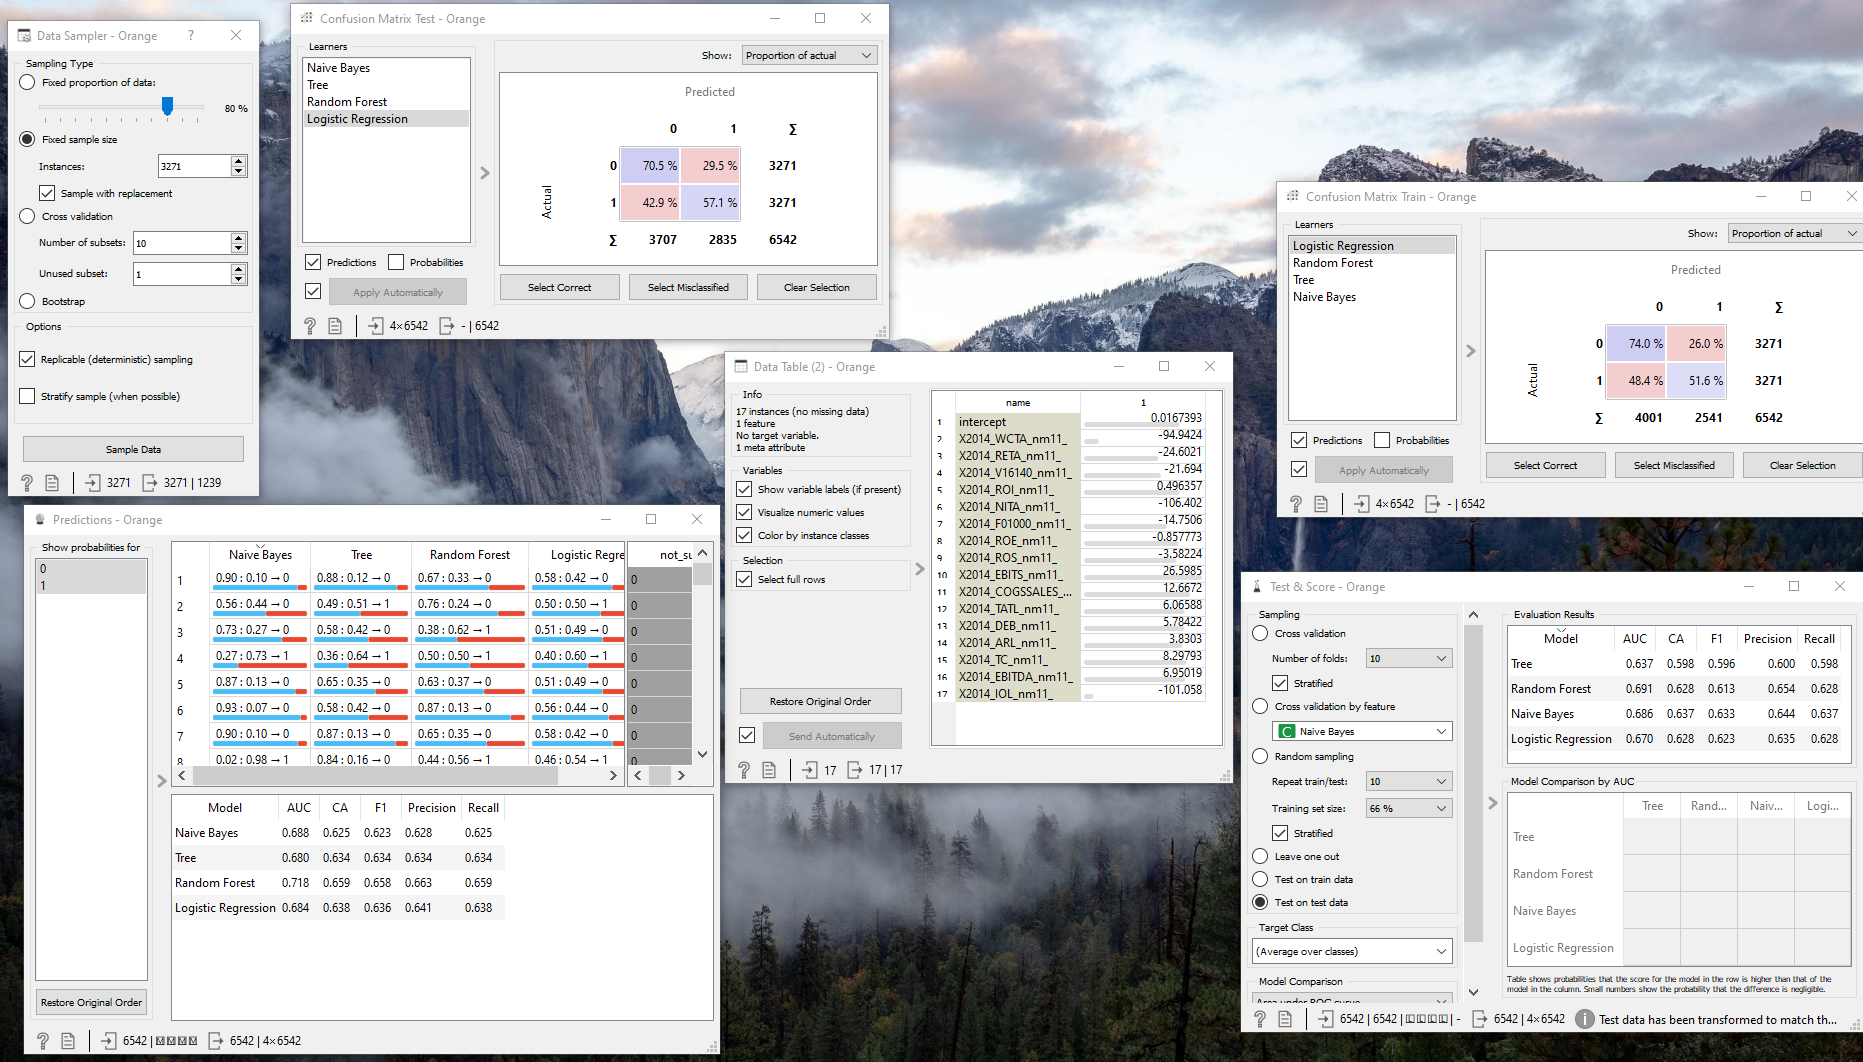 Data Sampler - Orange
?
Sampling Type
Fixed proportion of data:
80 %
Fixed sample size
Instances:
3271
Sample with replacement
Cross validation
Number of subsets:
10
Unused subset:
1
Bootstrap
Options
Replicable (deterministic) sampling
Stratify sample (when possible)
Sample Data
3271
3271 | 1239
Confusion Matrix Test - Orange
Learners
Naive Bayes
Tree
Random Forest
Logistic Regression
Predictions
Probabilities
Apply Automatically
Show:
Proportion of actual
Predicted
0 1 Σ
0 70.5 % 29.5 % 3271
Actual
1 42.9 % 57.1 % 3271
Σ 3707 2835 6542
Select Correct
Select Misclassified
Clear Selection
4×6542
- | 6542
Confusion Matrix Train - Orange
Learners
Logistic Regression
Random Forest
Tree
Naive Bayes
Predictions
Probabilities
Apply Automatically
Show:
Proportion of actual
Predicted
0 1 Σ
0 74.0 % 26.0 % 3271
Actual
1 48.4 % 51.6 % 3271
Σ 4001 2541 6542
Select Correct
Select Misclassified
Clear Selection
4×6542
- | 6542
Data Table (2) - Orange
Info
17 instances (no missing data)
1 feature
No target variable.
1 meta attribute
Variables
Show variable labels (if present)
Visualize numeric values
Color by instance classes
Selection
Select full rows
Restore Original Order
Send Automatically
17
17 | 17
name 1
1 intercept 0.0167393
2 X2014_WCTA_nm11_ -94.9424
3 X2014_RETA_nm11_ -24.6021
4 X2014_V16140_nm11_ -21.694
5 X2014_ROI_nm11_ 0.496357
6 X2014_NITA_nm11_ -106.402
7 X2014_F01000_nm11_ -14.7506
8 X2014_ROE_nm11_ -0.857773
9 X2014_ROS_nm11_ -3.58224
10 X2014_EBITS_nm11_ 26.5985
11 X2014_COGSSALES_... 12.6672
12 X2014_TATL_nm11_ 6.06588
13 X2014_DEB_nm11_ 5.78422
14 X2014_ARL_nm11_ 3.8303
15 X2014_TC_nm11_ 8.29793
16 X2014_EBITDA_nm11_ 6.95019
17 X2014_IOL_nm11_ -101.058
Predictions - Orange
Show probabilities for
0
1
Restore Original Order
Naive Bayes Tree Random Forest Logistic Regre not_su
1 0.90 : 0.10 → 0 0.88 : 0.12 → 0 0.67 : 0.33 → 0 0.58 : 0.42 → 0 0
2 0.56 : 0.44 → 0 0.49 : 0.51 → 1 0.76 : 0.24 → 0 0.50 : 0.50 → 1 0
3 0.73 : 0.27 → 0 0.58 : 0.42 → 0 0.38 : 0.62 → 1 0.51 : 0.49 → 0 0
4 0.27 : 0.73 → 1 0.36 : 0.64 → 1 0.50 : 0.50 → 1 0.40 : 0.60 → 1 0
5 0.87 : 0.13 → 0 0.65 : 0.35 → 0 0.63 : 0.37 → 0 0.51 : 0.49 → 0 0
6 0.93 : 0.07 → 0 0.58 : 0.42 → 0 0.87 : 0.13 → 0 0.56 : 0.44 → 0 0
7 0.90 : 0.10 → 0 0.87 : 0.13 → 0 0.65 : 0.35 → 0 0.58 : 0.42 → 0 0
8 0.02 : 0.98 → 1 0.84 : 0.16 → 0 0.44 : 0.56 → 1 0.46 : 0.54 → 1 0
Model AUC CA F1 Precision Recall
Naive Bayes 0.688 0.625 0.623 0.628 0.625
Tree 0.680 0.634 0.634 0.634 0.634
Random Forest 0.718 0.659 0.658 0.663 0.659
Logistic Regression 0.684 0.638 0.636 0.641 0.638
6542 |
6542 | 4×6542
Test & Score - Orange
Sampling
Cross validation
Number of folds:
10
Stratified
Cross validation by feature
C Naive Bayes
Random sampling
Repeat train/test:
10
Training set size:
66 %
Stratified
Leave one out
Test on train data
Test on test data
Target Class
(Average over classes)
Model Comparison
Area under ROC curve
Evaluation Results
Model AUC CA F1 Precision Recall
Tree 0.637 0.598 0.596 0.600 0.598
Random Forest 0.691 0.628 0.613 0.654 0.628
Naive Bayes 0.686 0.637 0.633 0.644 0.637
Logistic Regression 0.670 0.628 0.623 0.635 0.628
Model Comparison by AUC
Tree Rand... Naiv... Logi...
Tree
Random Forest
Naive Bayes
Logistic Regression
Table shows probabilities that the score for the model in the row is higher than that of the
model in the column. Small numbers show the probability that the difference is negligible.
6542 | 6542 | | -
6542 | 4×6542
Test data has been transformed to match th...